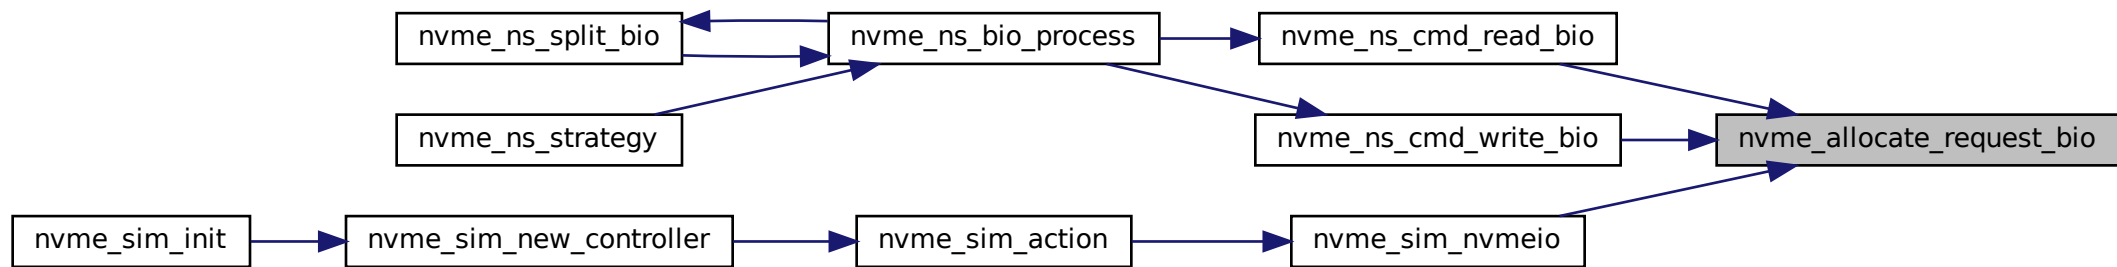 nvme_ns_split_bio
nvme_ns_bio_process
nvme_ns_cmd_read_bio
nvme_ns_strategy
nvme_ns_cmd_write_bio
nvme_allocate_request_bio
nvme_sim_init
nvme_sim_new_controller
nvme_sim_action
nvme_sim_nvmeio